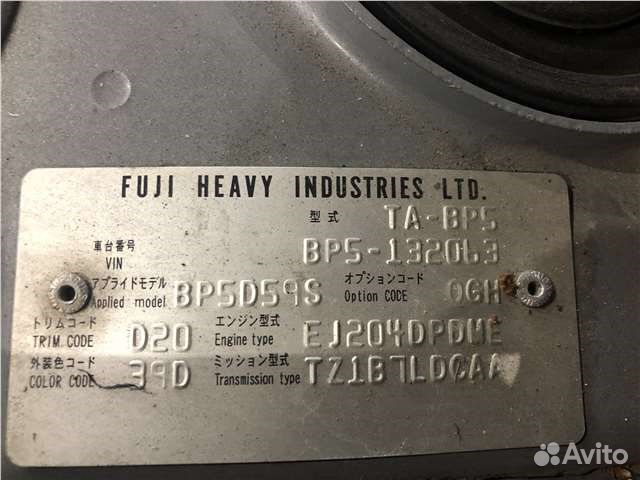 FUJI HEAVY INDUSTRIES LTD.
型式 TA-BP5
車台番号 VIN BP5-132063
アプライドモデル Applied model BP5D59S オプションコード Option CODE OGH
トリムコード TRIM CODE D20 エンジン型式 Engine type EJ204DPDWE
外装色コード COLOR CODE 39D ミッション型式 Transmission type TZ1B7LDCAA
Avito